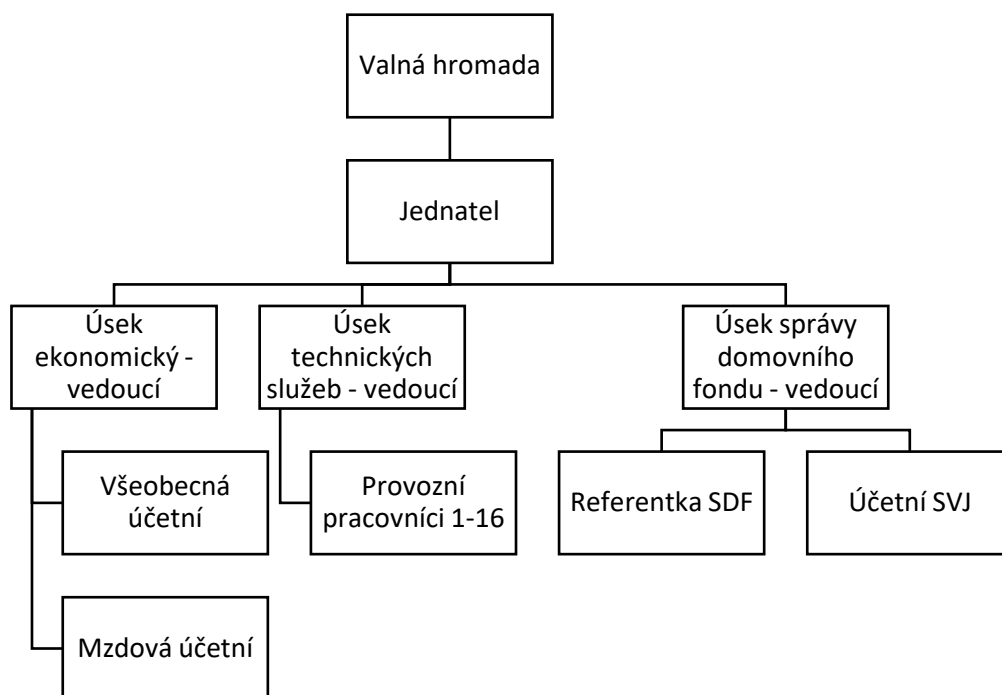 Valná hromada
Jednatel
Úsek
ekonomický -
vedoucí
Úsek
technických
služeb - vedoucí
Úsek správy
domovního
fondu - vedoucí
Všeobecná
účetní
Provozní
pracovníci 1-16
Referentka SDF
Účetní SVJ
Mzdová účetní